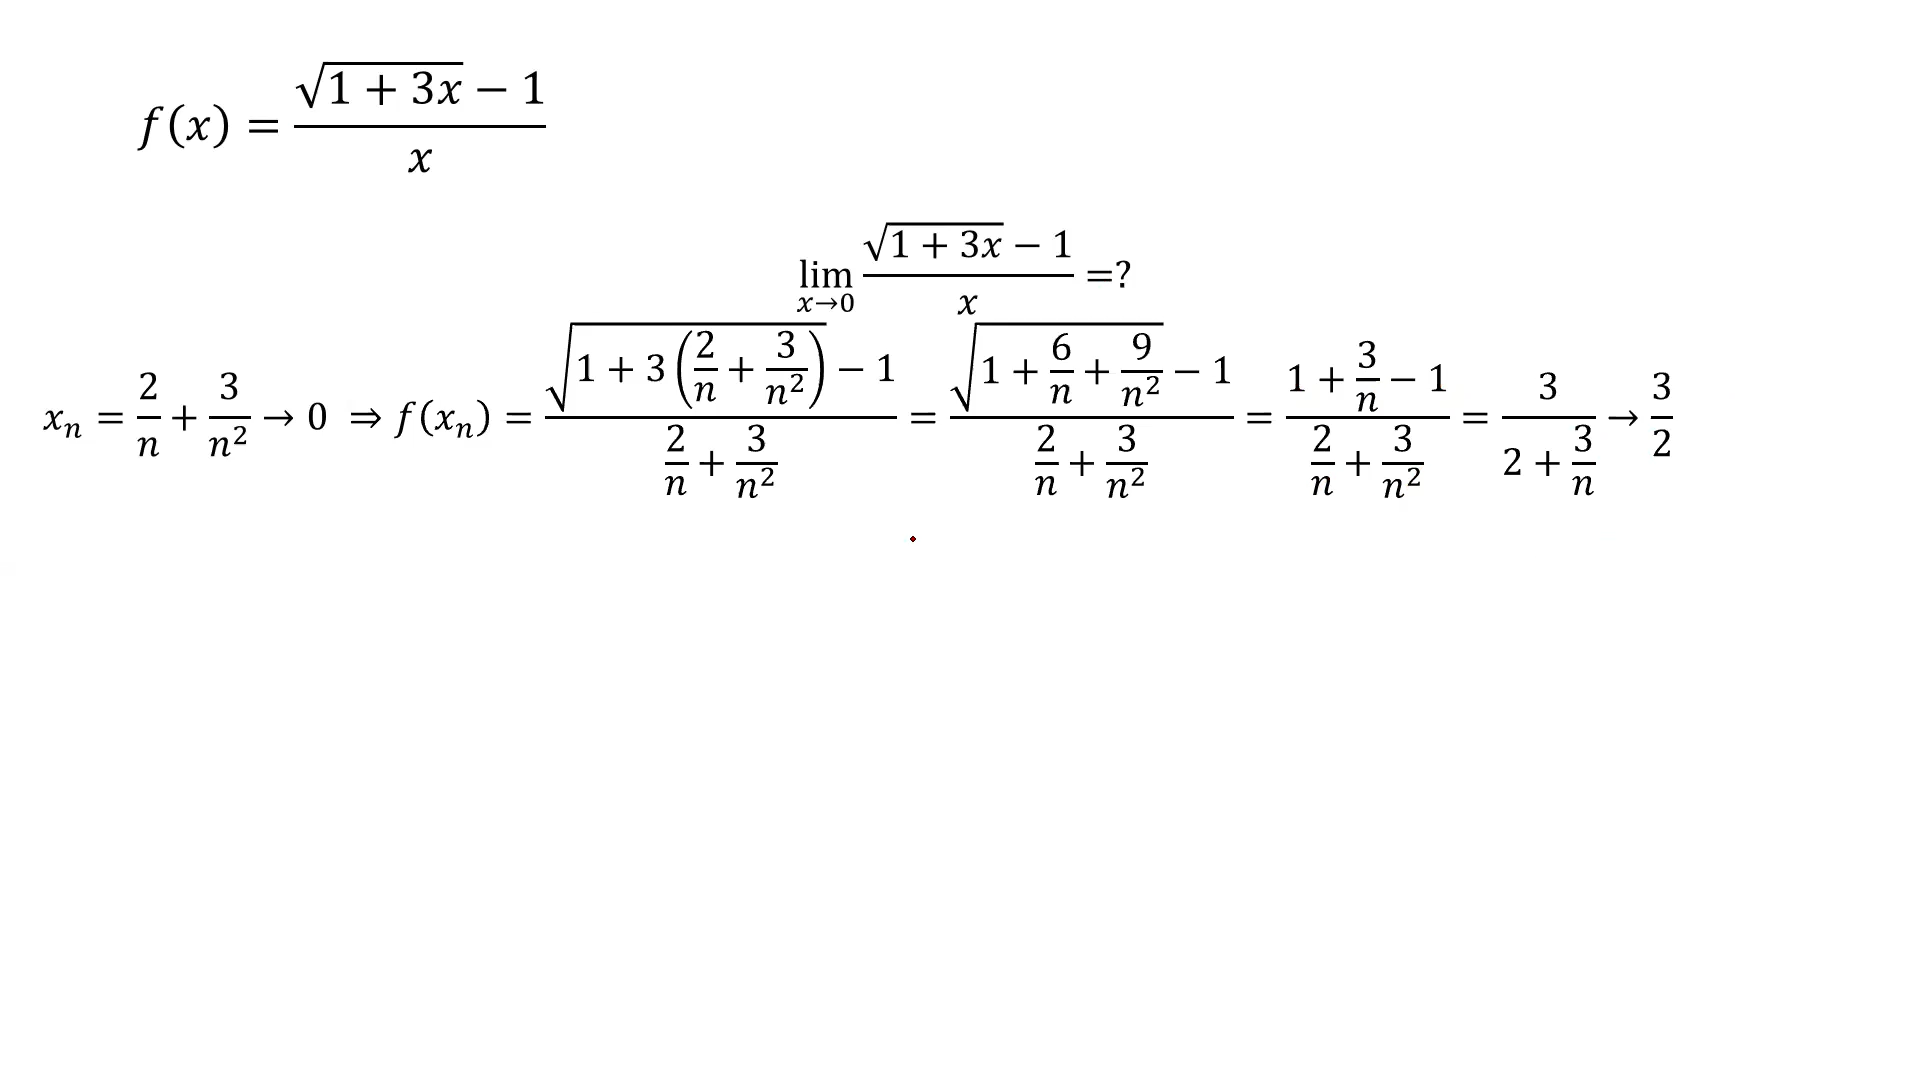 f(x) = (√(1 + 3x) − 1)/x
lim_{x→0} (√(1 + 3x) − 1)/x =?
xₙ = 2/n + 3/n² → 0 ⇒ f(xₙ) = (√(1 + 3(2/n + 3/n²)) − 1)/(2/n + 3/n²) = (√(1 + 6/n + 9/n²) − 1)/(2/n + 3/n²) = (1 + 3/n − 1)/(2/n + 3/n²) = 3/(2 + 3/n) → 3/2